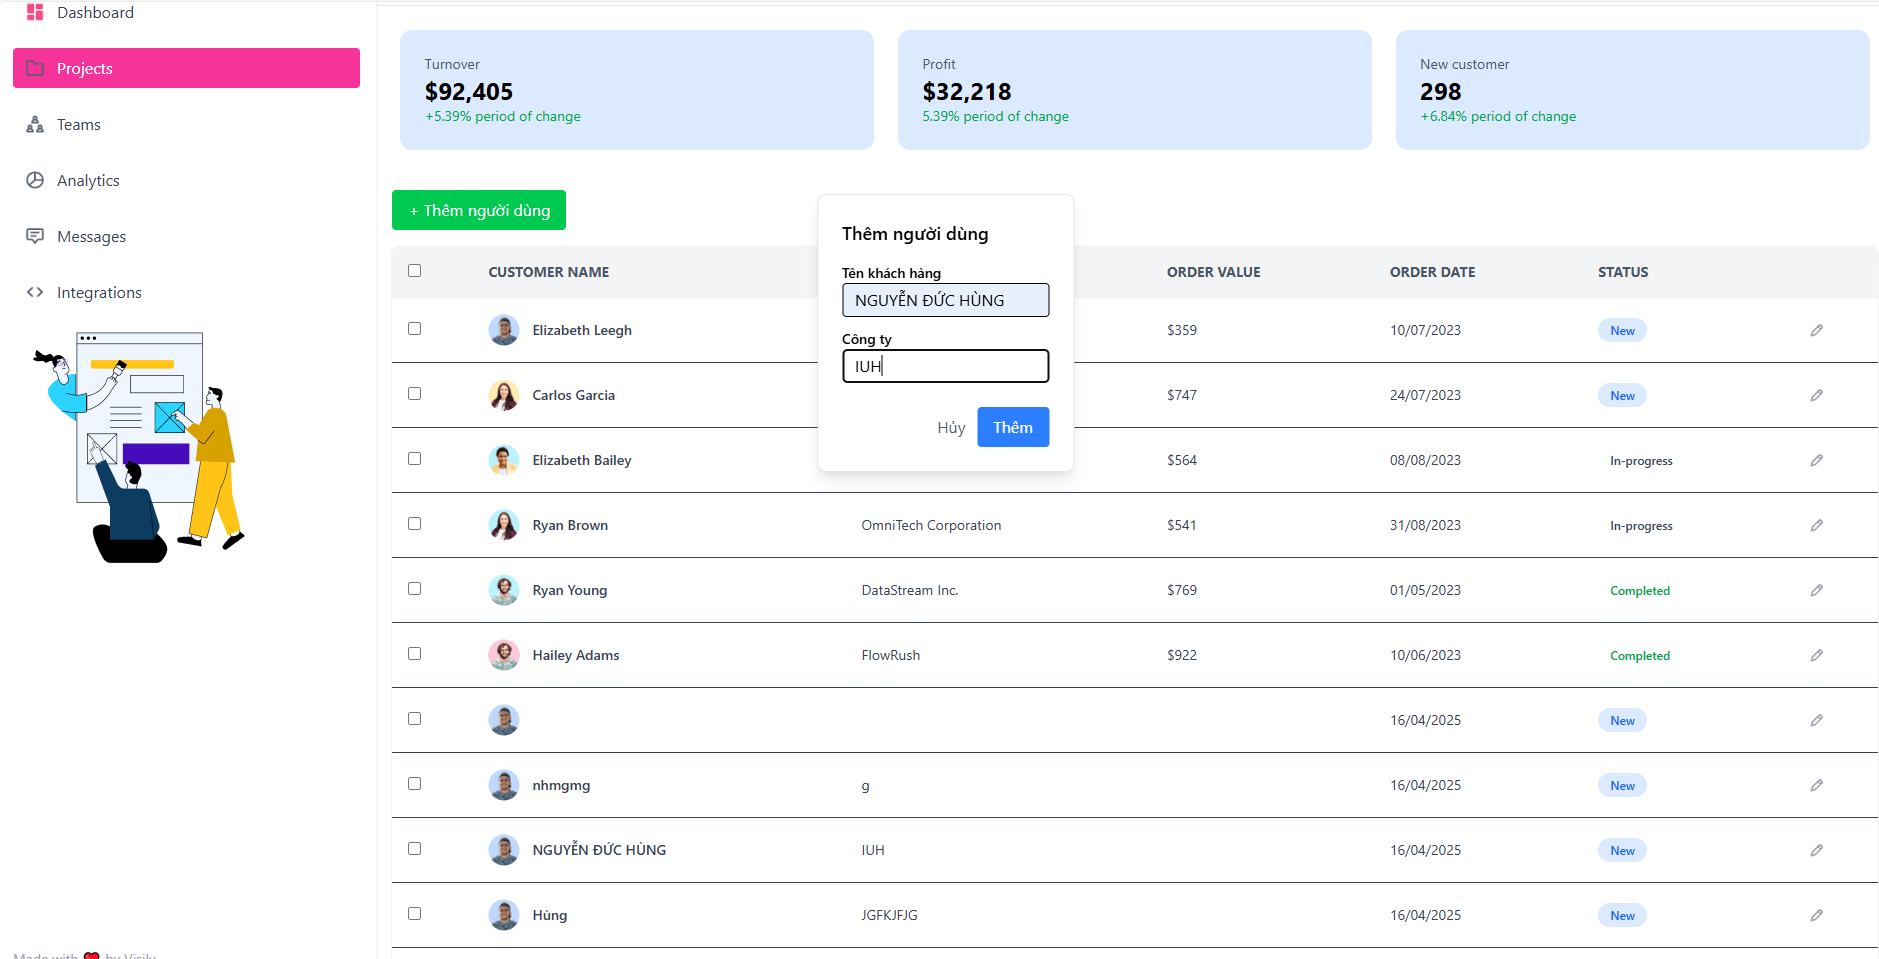 Dashboard
Projects
Teams
Analytics
Messages
Integrations
Made with ❤️ by Visily
Turnover
$92,405
+5.39% period of change
Profit
$32,218
5.39% period of change
New customer
298
+6.84% period of change
+ Thêm người dùng
CUSTOMER NAME ORDER VALUE ORDER DATE STATUS
Elizabeth Leegh $359 10/07/2023 New
Carlos Garcia $747 24/07/2023 New
Elizabeth Bailey $564 08/08/2023 In-progress
Ryan Brown OmniTech Corporation $541 31/08/2023 In-progress
Ryan Young DataStream Inc. $769 01/05/2023 Completed
Hailey Adams FlowRush $922 10/06/2023 Completed
16/04/2025 New
nhmgmg g 16/04/2025 New
NGUYỄN ĐỨC HÙNG IUH 16/04/2025 New
Hùng JGFKJFJG 16/04/2025 New
Thêm người dùng
Tên khách hàng
NGUYỄN ĐỨC HÙNG
Công ty
IUH
Hủy Thêm